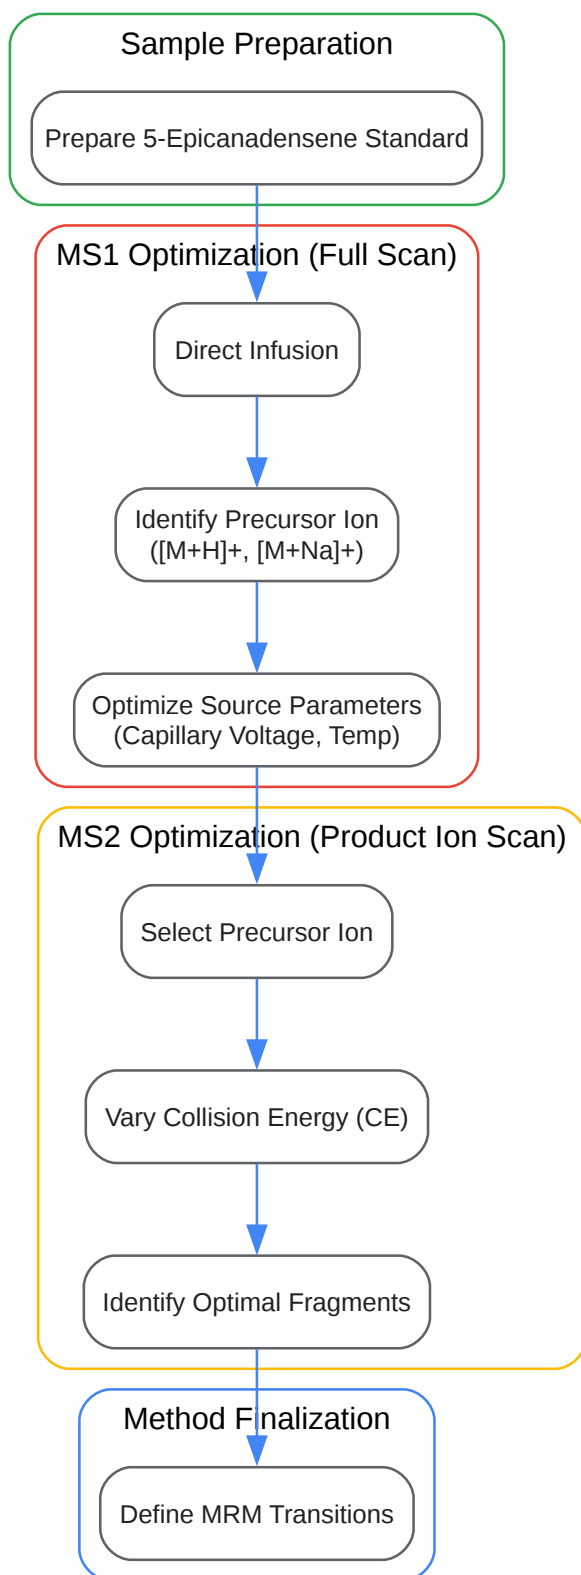 Sample Preparation
Prepare 5-Epicanadensene Standard
MS1 Optimization (Full Scan)
Direct Infusion
Identify Precursor Ion
([M+H]+, [M+Na]+)
Optimize Source Parameters
(Capillary Voltage, Temp)
MS2 Optimization (Product Ion Scan)
Select Precursor Ion
Vary Collision Energy (CE)
Identify Optimal Fragments
Method Finalization
Define MRM Transitions